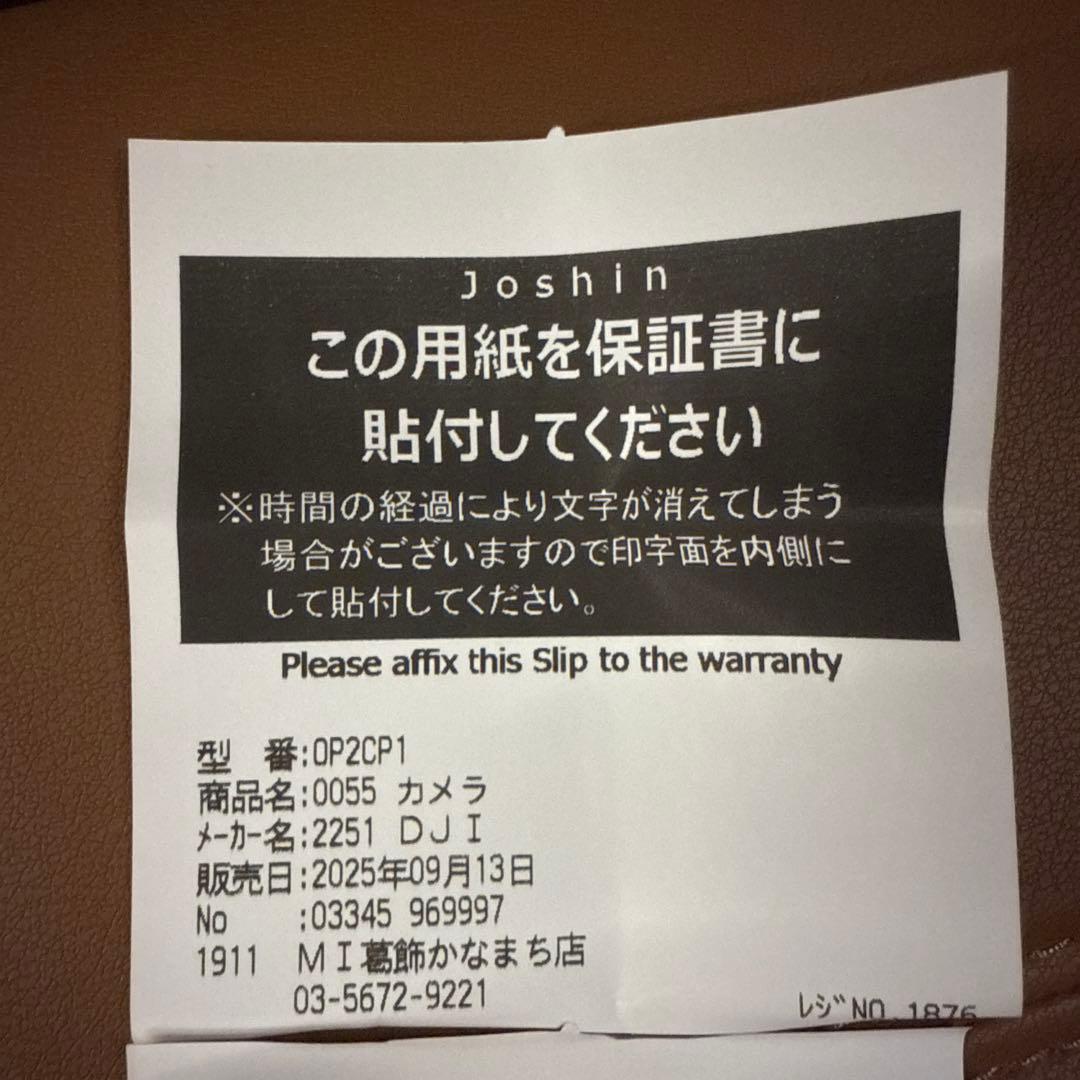 Joshin
この用紙を保証書に
貼付してください
※時間の経過により文字が消えてしまう
場合がございますので印字面を内側に
して貼付してください。
Please affix this Slip to the warranty
型　番:OP2CP1
商品名:0055 カメラ
ﾒｰｶｰ名:2251 ＤＪＩ
販売日:2025年09月13日
No :03345 969997
1911 ＭＩ葛飾かなまち店
03-5672-9221
ﾚｼﾞNO.1876